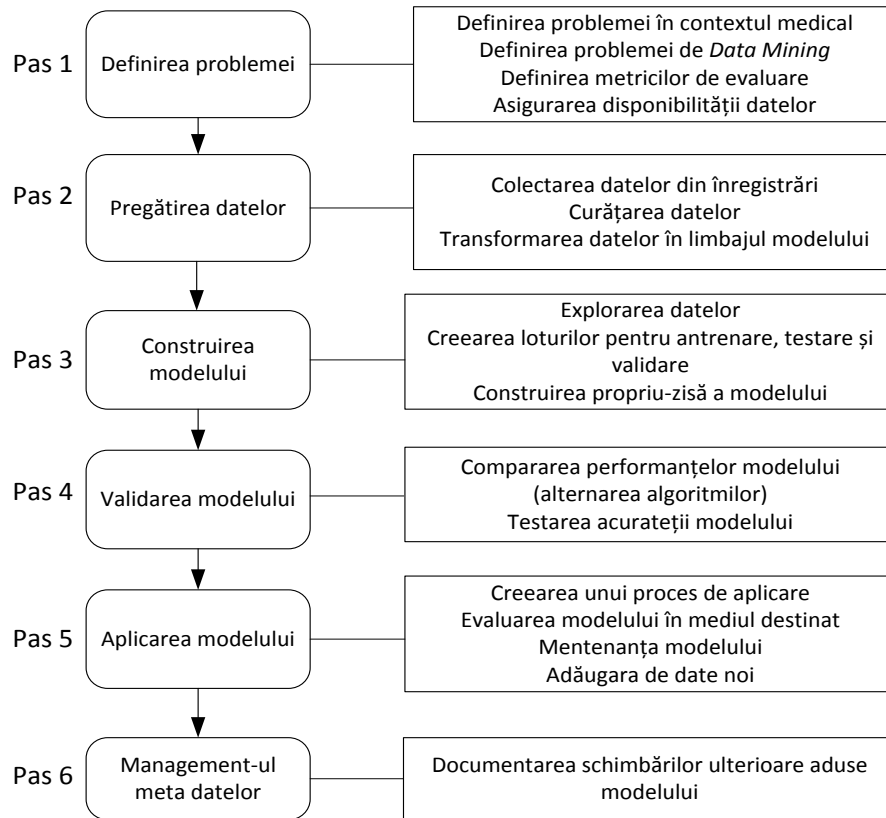 Pas 1
Definirea problemei
Definirea problemei în contextul medical
Definirea problemei de Data Mining
Definirea metricilor de evaluare
Asigurarea disponibilității datelor
Pas 2
Pregătirea datelor
Colectarea datelor din înregistrări
Curățarea datelor
Transformarea datelor în limbajul modelului
Pas 3
Construirea
modelului
Explorarea datelor
Creearea loturilor pentru antrenare, testare și
validare
Construirea propriu-zisă a modelului
Pas 4
Validarea modelului
Compararea performanțelor modelului
(alternarea algoritmilor)
Testarea acurateții modelului
Pas 5
Aplicarea modelului
Creearea unui proces de aplicare
Evaluarea modelului în mediul destinat
Mentenanța modelului
Adăugara de date noi
Pas 6
Management-ul
meta datelor
Documentarea schimbărilor ulterioare aduse
modelului